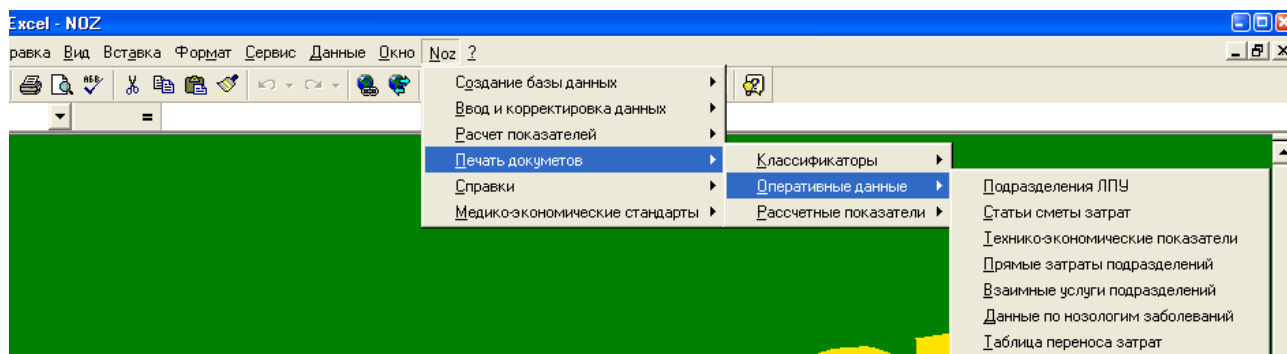 Excel - NOZ
равка Вид Вставка Формат Сервис Данные Окно Noz ?
=
Создание базы данных
Ввод и корректировка данных
Расчет показателей
Печать докуметов
Справки
Медико-экономические стандарты
Классификаторы
Оперативные данные
Рассчетные показатели
Подразделения ЛПУ
Статьи сметы затрат
Технико-экономические показатели
Прямые затраты подразделений
Взаимные услуги подразделений
Данные по нозологим заболеваний
Таблица переноса затрат